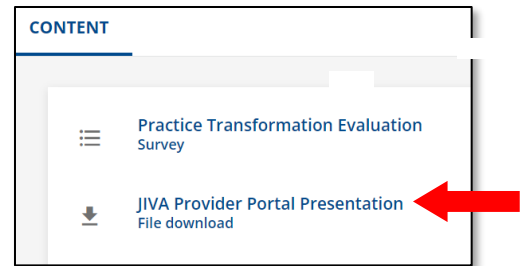 CONTENT
Practice Transformation Evaluation
Survey
JIVA Provider Portal Presentation
File download